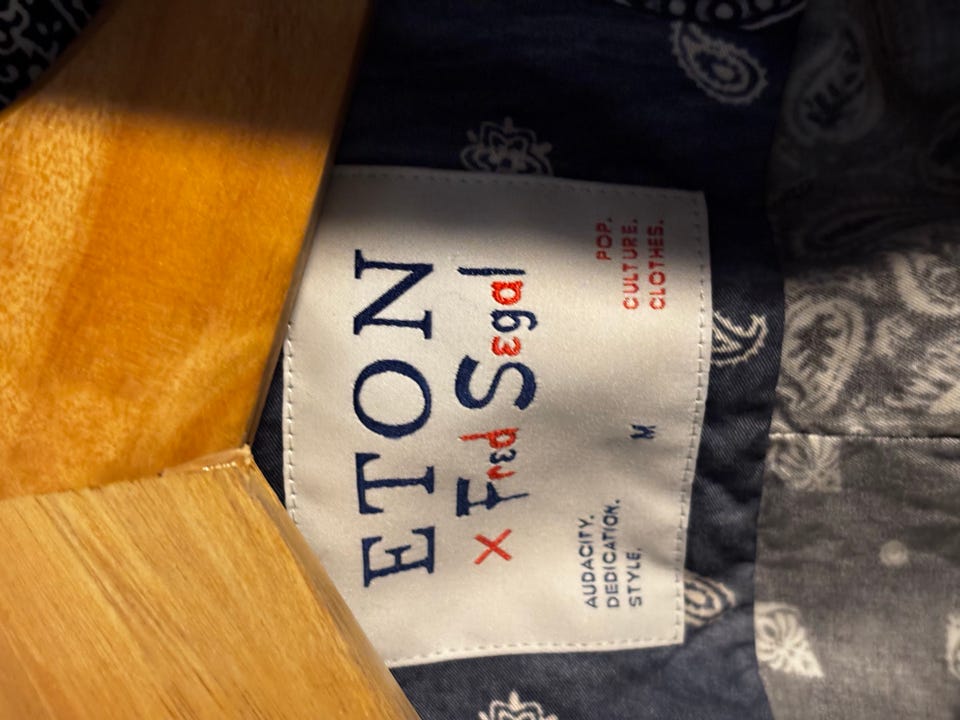 ETON
x Fred Segal
AUDACITY.
DEDICATION.
STYLE.
M
POP.
CULTURE.
CLOTHES.